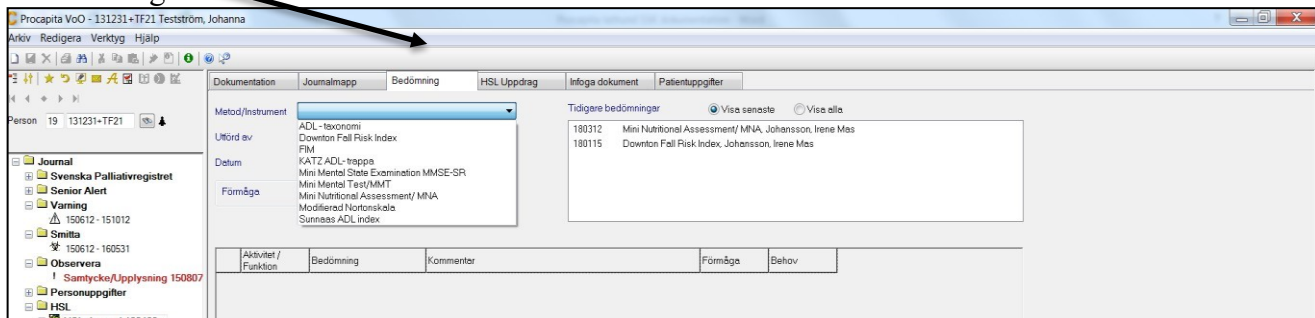 Procapita VoO - 131231+TF21 Testström, Johanna
Arkiv Redigera Verktyg Hjälp
Dokumentation Journalmapp Bedömning HSL Uppdrag Infoga dokument Patientuppgifter
Person 19 131231+TF21
Metod/Instrument
Utförd av
Datum
Förmåga
ADL-taxonomi
Downton Fall Risk Index
FIM
KATZ ADL-trappa
Mini Mental State Examination MMSE-SR
Mini Mental Test/MMT
Mini Nutritional Assessment/ MNA
Modifierad Nortonskala
Sunnaas ADL index
Tidigare bedömningar Visa senaste Visa alla
180312 Mini Nutritional Assessment/ MNA, Johansson, Irene Mas
180115 Downton Fall Risk Index, Johansson, Irene Mas
Journal
Svenska Palliativregistret
Senior Alert
Varning
150612 - 151012
Smitta
150612 - 160531
Observera
! Samtycke/Upplysning 150807
Personuppgifter
HSL
Aktivitet / Funktion Bedömning Kommentar Förmåga Behov